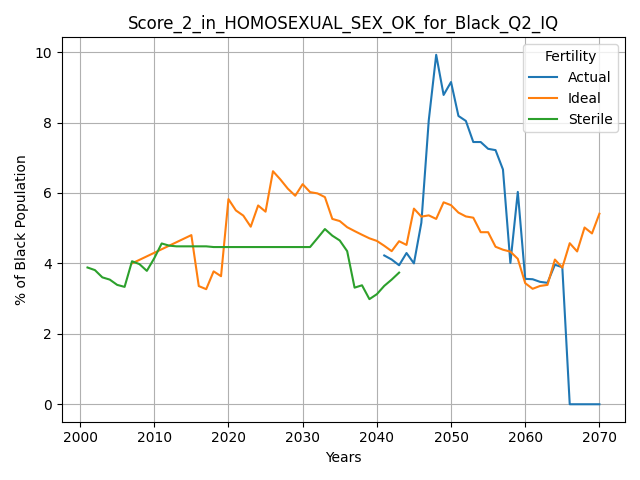 Score_2_in_HOMOSEXUAL_SEX_OK_for_Black_Q2_IQ
Fertility
Actual
Ideal
Sterile
% of Black Population
10
8
6
4
2
0
2000 2010 2020 2030 2040 2050 2060 2070
Years